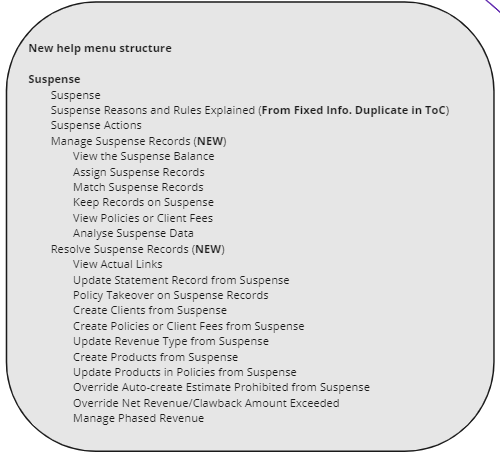 New help menu structure
Suspense
Suspense
Suspense Reasons and Rules Explained (From Fixed Info. Duplicate in ToC)
Suspense Actions
Manage Suspense Records (NEW)
View the Suspense Balance
Assign Suspense Records
Match Suspense Records
Keep Records on Suspense
View Policies or Client Fees
Analyse Suspense Data
Resolve Suspense Records (NEW)
View Actual Links
Update Statement Record from Suspense
Policy Takeover on Suspense Records
Create Clients from Suspense
Create Policies or Client Fees from Suspense
Update Revenue Type from Suspense
Create Products from Suspense
Update Products in Policies from Suspense
Override Auto-create Estimate Prohibited from Suspense
Override Net Revenue/Clawback Amount Exceeded
Manage Phased Revenue